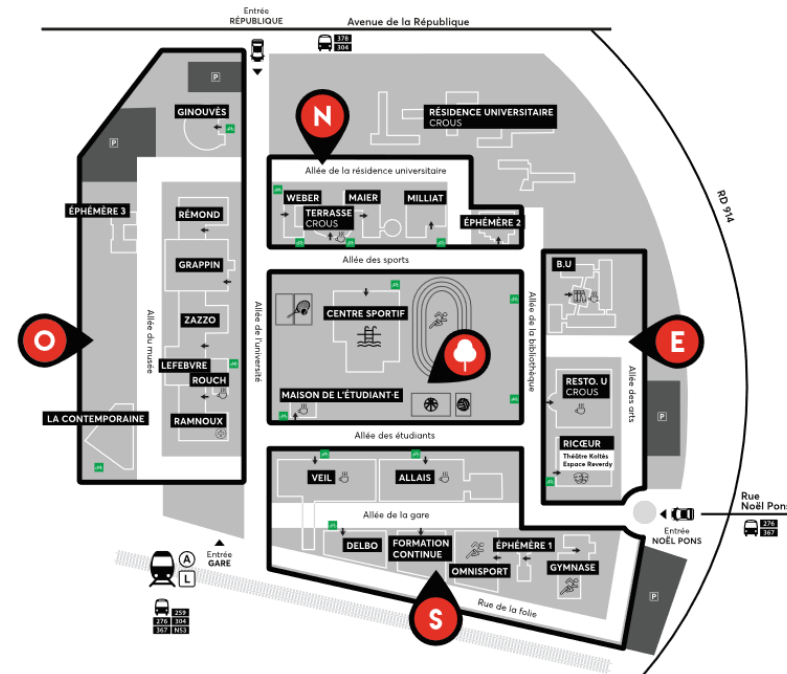 Entrée
RÉPUBLIQUE
Avenue de la République
378
304
P
GINOUVÈS
P
N
RÉSIDENCE UNIVERSITAIRE
CROUS
Allée de la résidence universitaire
RD 914
ÉPHÉMÈRE 3
RÉMOND
WEBER
MAIER
MILLIAT
TERRASSE
CROUS
ÉPHÉMÈRE 2
GRAPPIN
Allée des sports
B.U
Allée du musée
Allée de l'université
Allée de la bibliothèque
Allée des arts
ZAZZO
CENTRE SPORTIF
O
E
LEFEBVRE
ROUCH
MAISON DE L'ÉTUDIANT·E
RESTO. U
CROUS
LA CONTEMPORAINE
RAMNOUX
P
Allée des étudiants
RICŒUR
Théâtre Koltès
Espace Reverdy
VEIL
ALLAIS
Rue
Noël Pons
Allée de la gare
Entrée
NOËL PONS
276
367
Entrée
GARE
A
L
DELBO
FORMATION
CONTINUE
ÉPHÉMÈRE 1
OMNISPORT
GYMNASE
P
259
276 304
367 N53
S
Rue de la folie